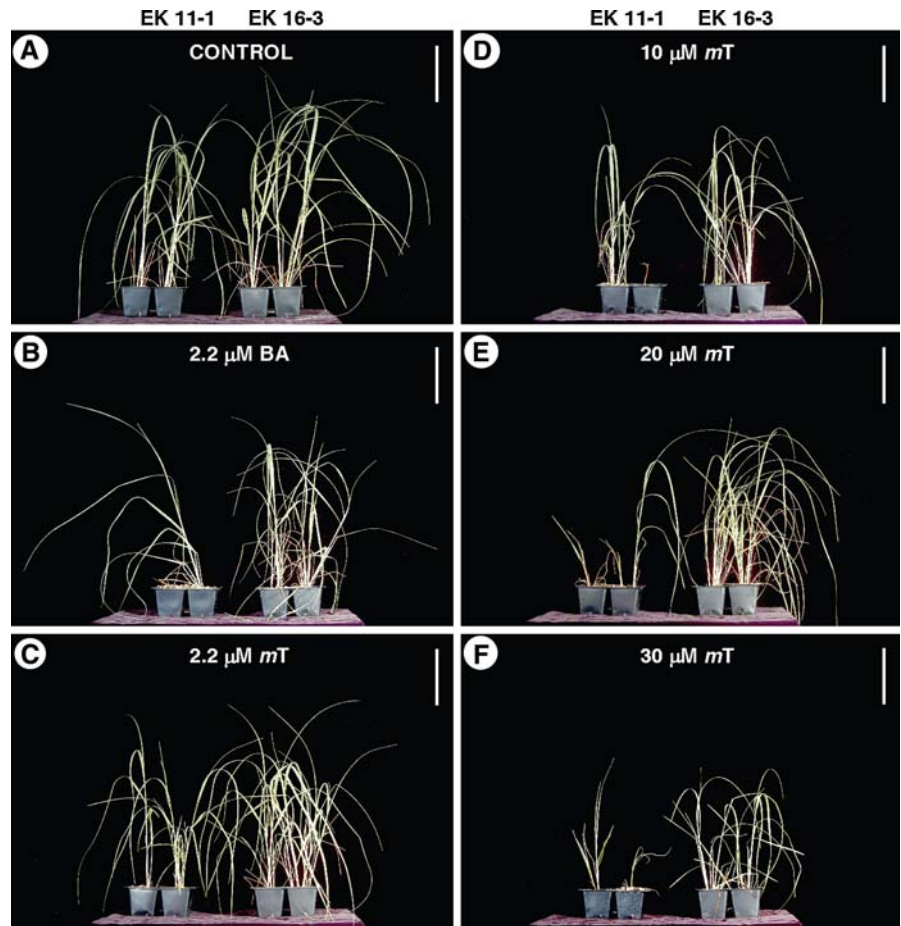 EK 11-1 EK 16-3
A CONTROL
B 2.2 µM BA
C 2.2 µM mT
EK 11-1 EK 16-3
D 10 µM mT
E 20 µM mT
F 30 µM mT